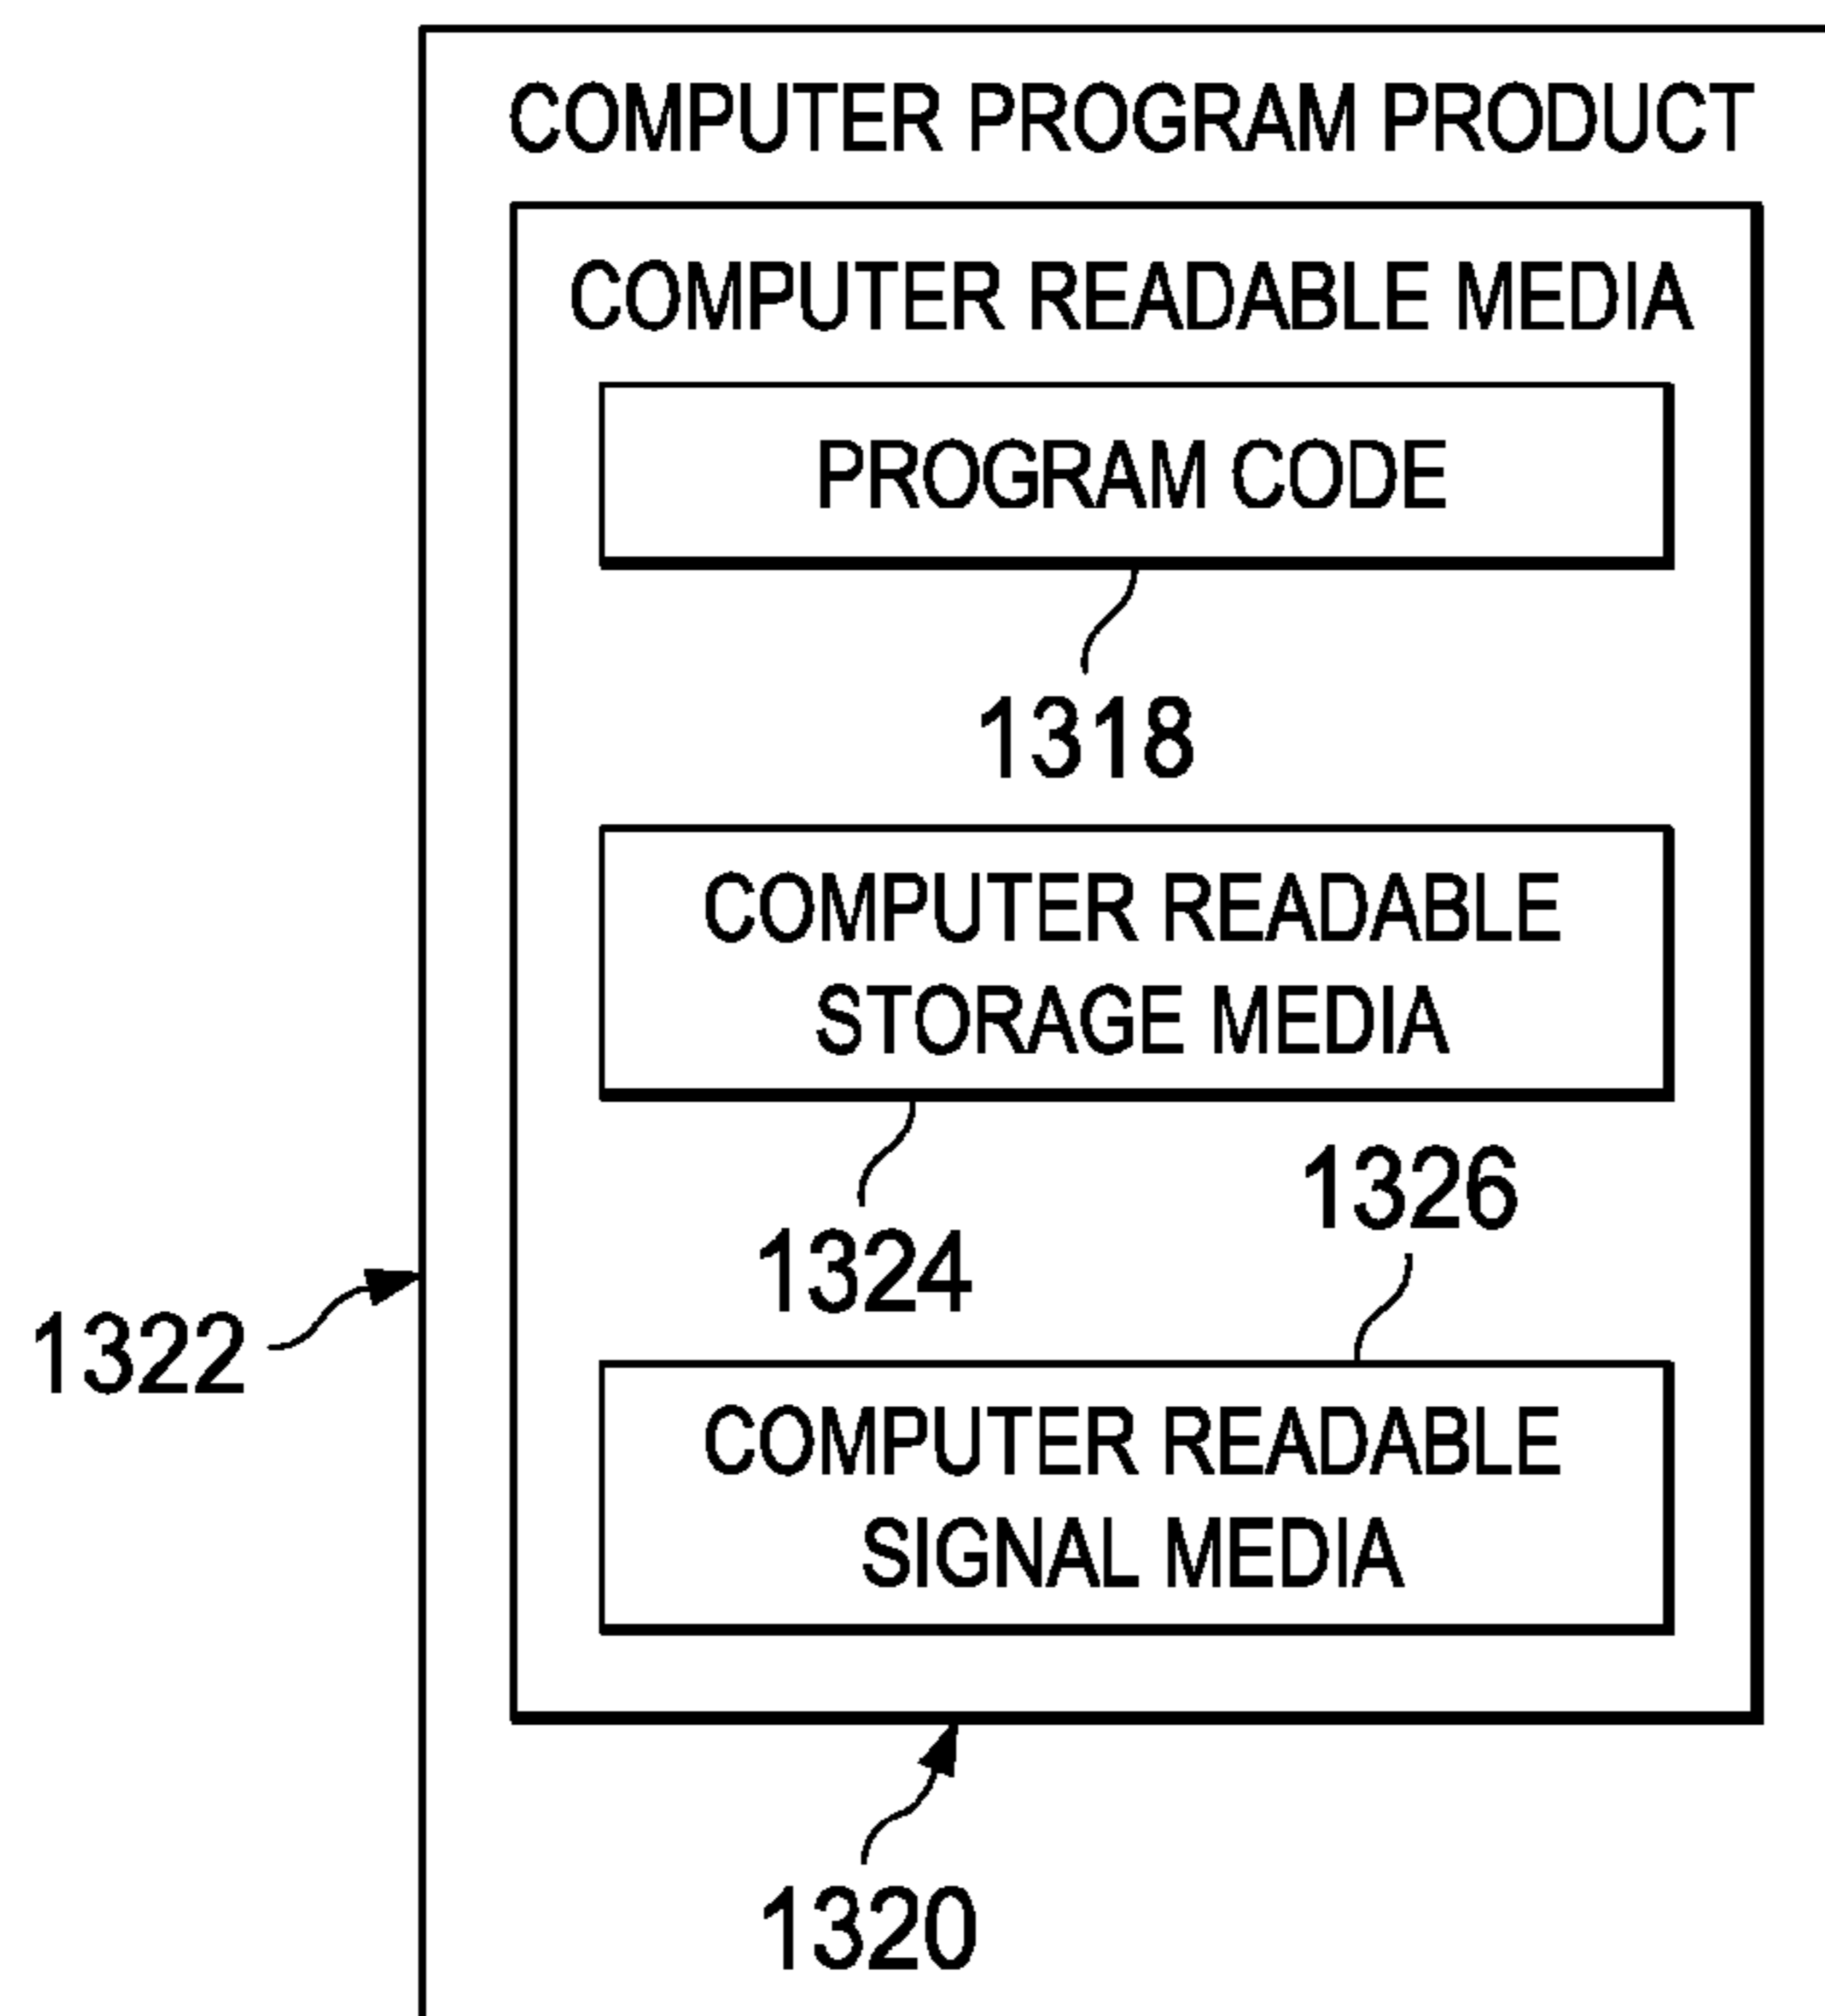 COMPUTER PROGRAM PRODUCT
COMPUTER READABLE MEDIA
PROGRAM CODE
1318
COMPUTER READABLE
STORAGE MEDIA
1324
1326
1322
COMPUTER READABLE
SIGNAL MEDIA
1320